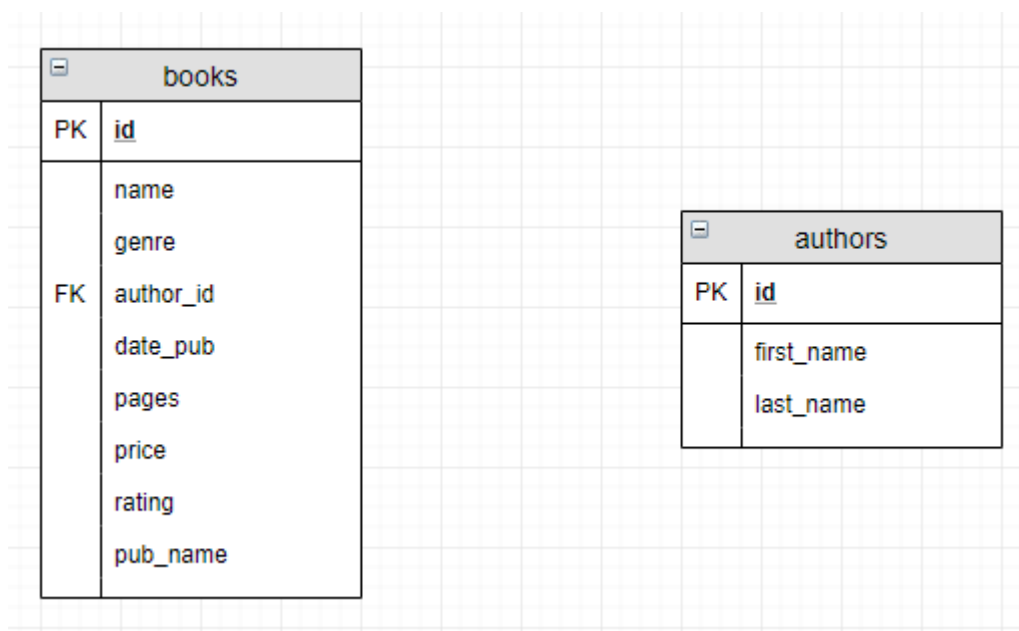 books
PK id
name
genre
FK author_id
date_pub
pages
price
rating
pub_name
authors
PK id
first_name
last_name